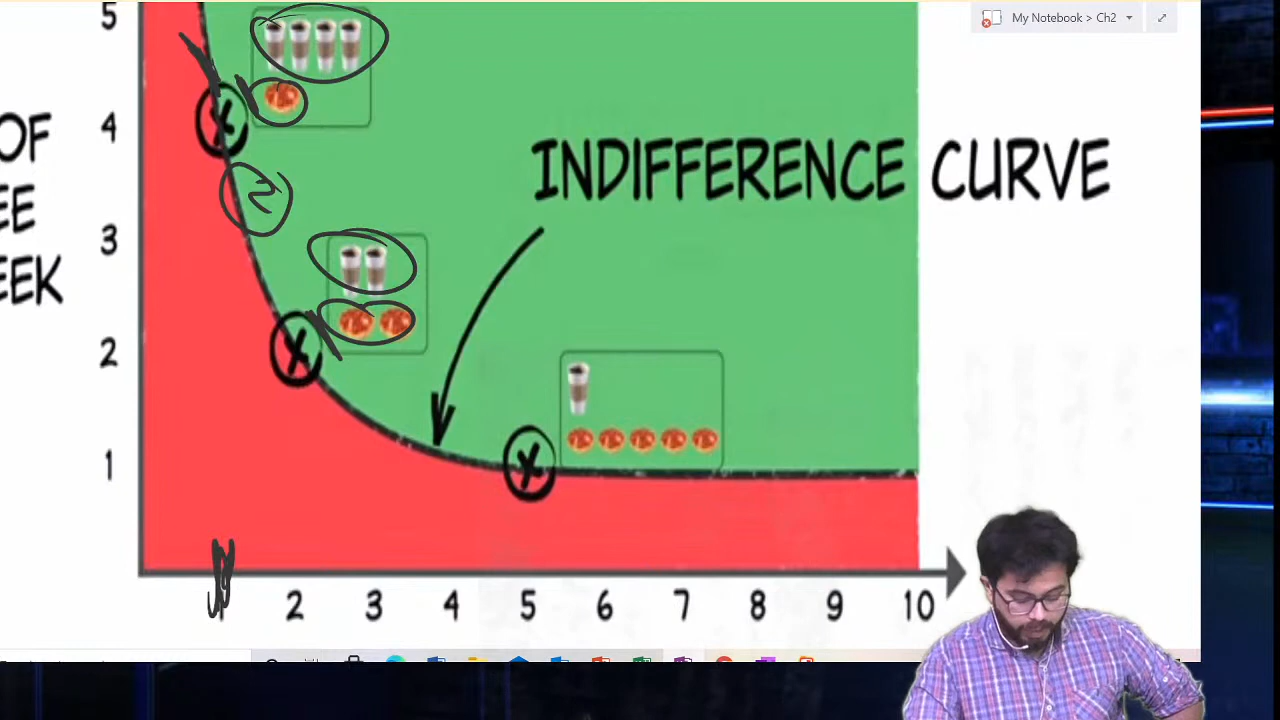 My Notebook > Ch2
5
4
3
2
1
OF
EE
EEK
2
INDIFFERENCE CURVE
X
X
X
2 3 4 5 6 7 8 9 10